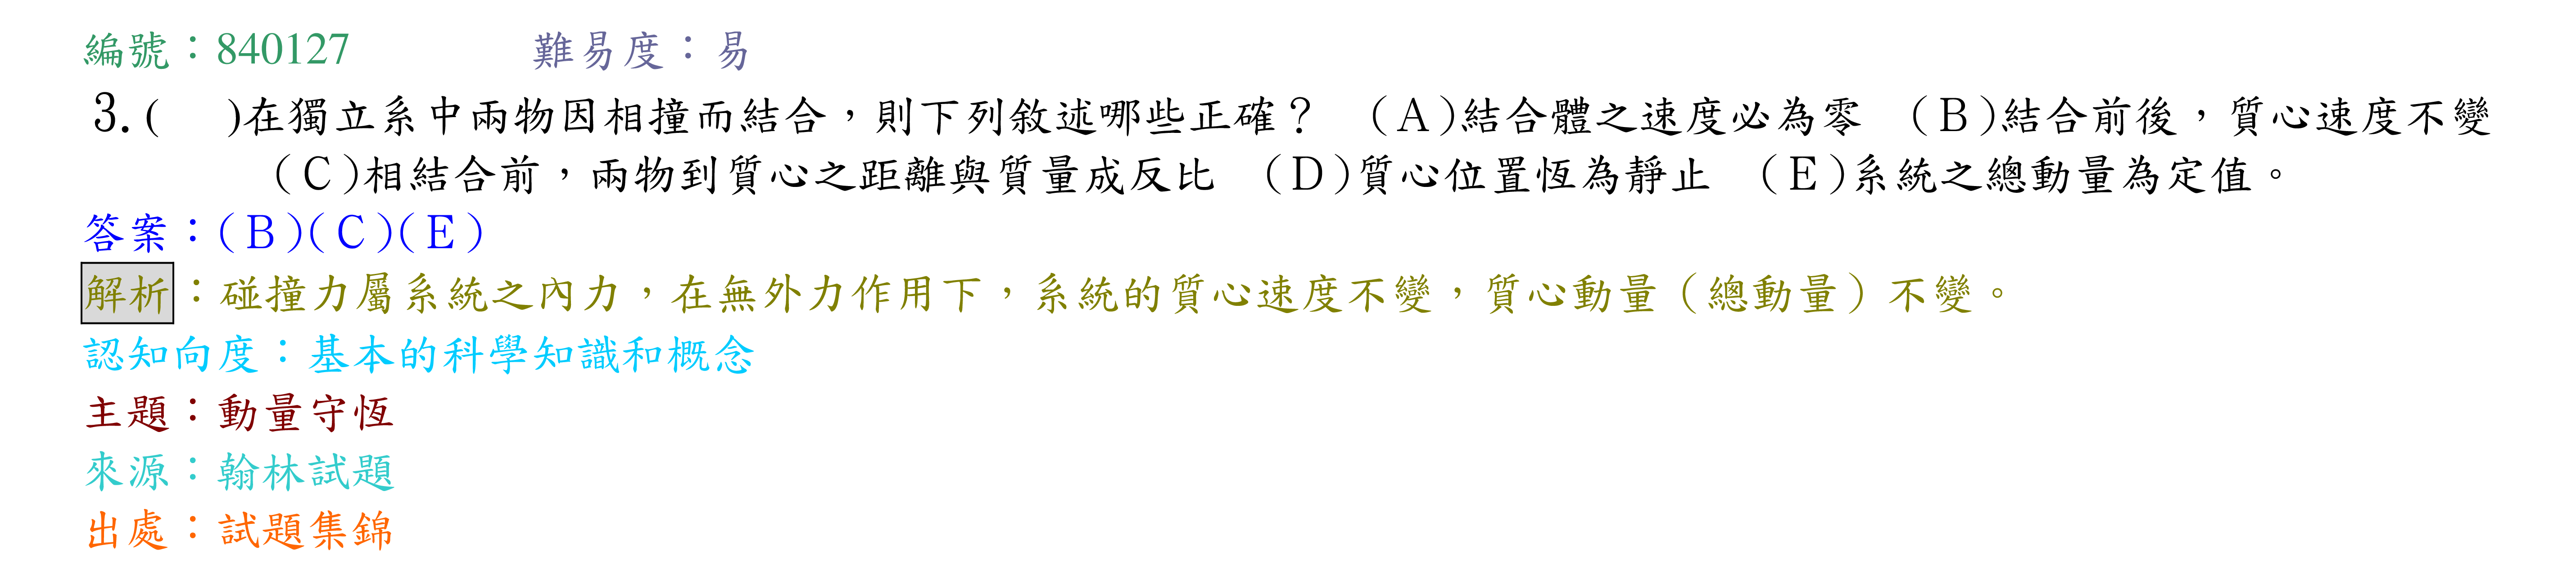 編號：840127　難易度：易
3.(　)在獨立系中兩物因相撞而結合，則下列敘述哪些正確？　（Ａ)結合體之速度必為零　（Ｂ)結合前後，質心速度不變
（Ｃ)相結合前，兩物到質心之距離與質量成反比　（Ｄ)質心位置恆為靜止　（Ｅ)系統之總動量為定值。
答案：(Ｂ)(Ｃ)(Ｅ)
解析：碰撞力屬系統之內力，在無外力作用下，系統的質心速度不變，質心動量（總動量）不變。
認知向度：基本的科學知識和概念
主題：動量守恆
來源：翰林試題
出處：試題集錦